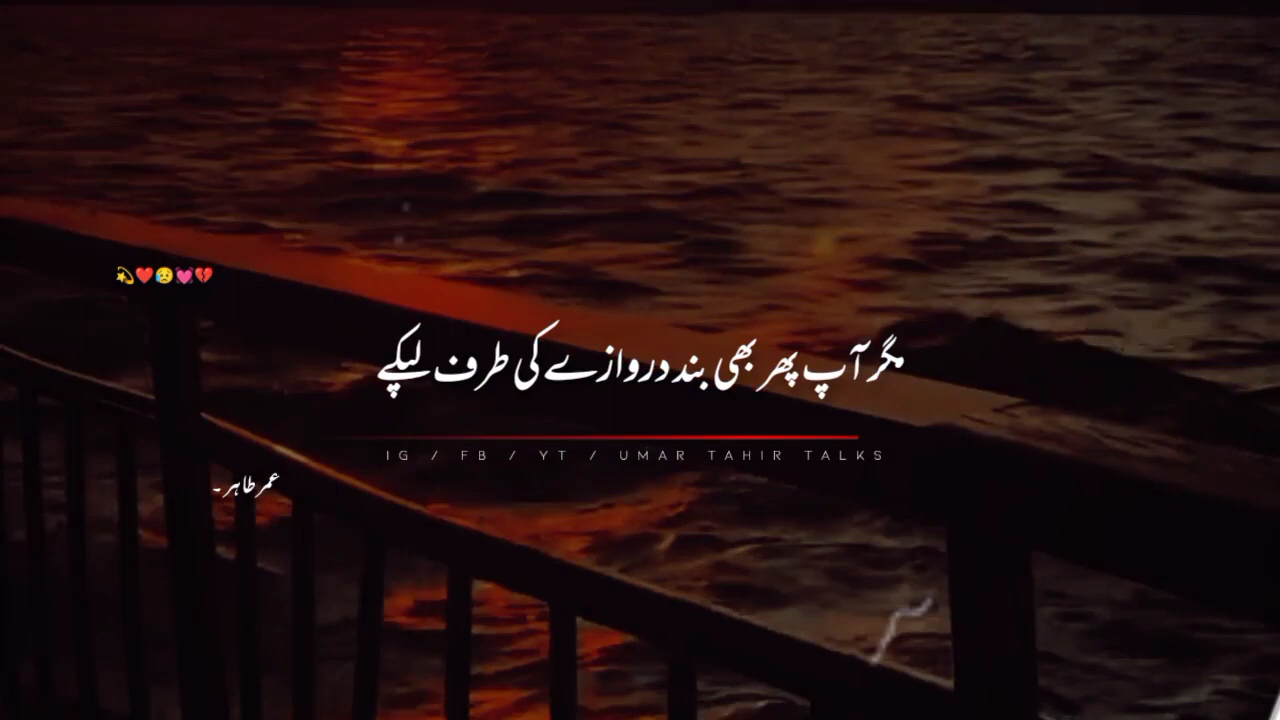 💫❤️😥💓💔
مگر آپ پھر بھی بند دروازے کی طرف لپکے
IG / FB / YT / UMAR TAHIR TALKS
عمر طاہر ۔